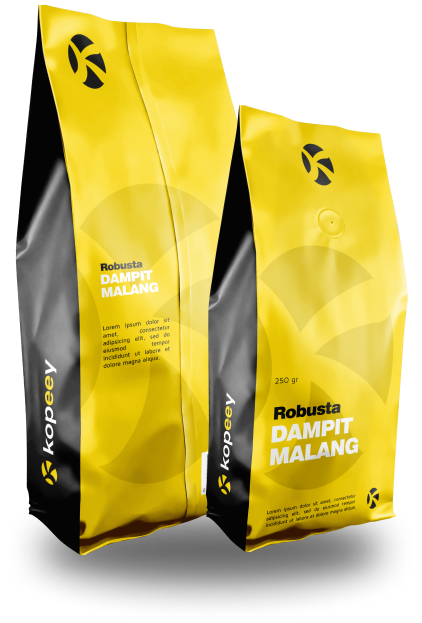 Robusta
DAMPIT
MALANG
Lorem ipsum dolor sit
amet, consectetur
adipiscing elit, sed do
eiusmod tempor
incididunt ut labore et
dolore magna aliqua.
kopeey
250 gr
Robusta
DAMPIT
MALANG
Lorem ipsum dolor sit amet, consectetur
adipiscing elit, sed do eiusmod tempor
incididunt ut labore et dolore magna aliqua.
kopeey